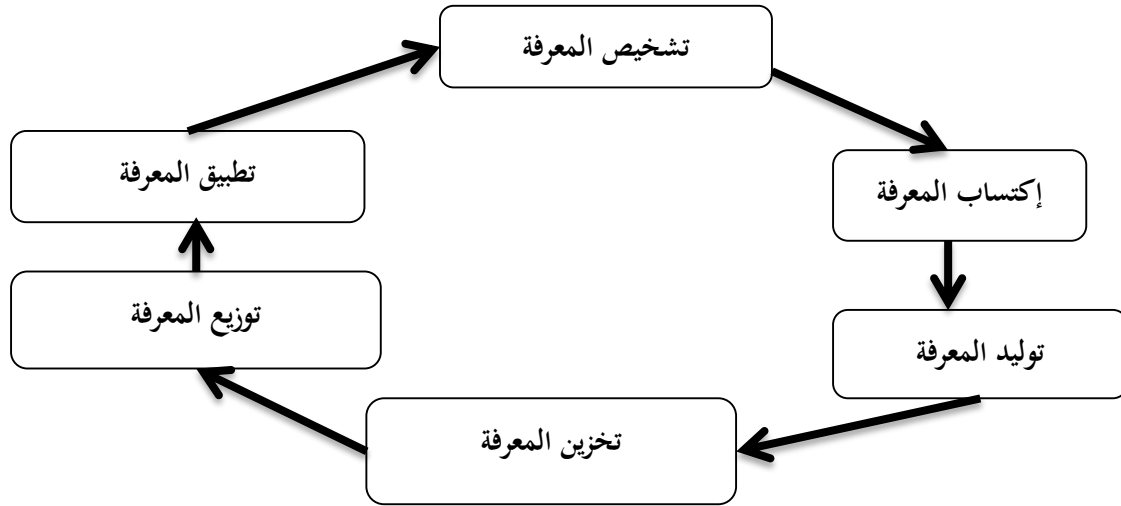 تشخيص المعرفة
إكتساب المعرفة
توليد المعرفة
تخزين المعرفة
توزيع المعرفة
تطبيق المعرفة